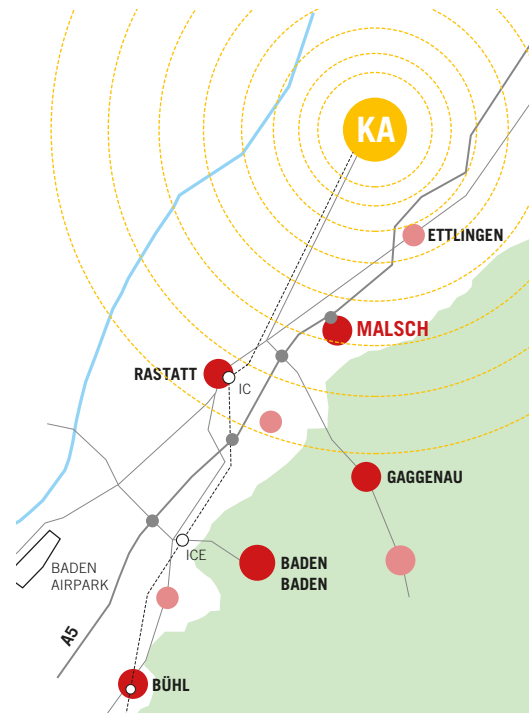 KA
ETTLINGEN
MALSCH
RASTATT
IC
GAGGENAU
ICE
BADEN
AIRPARK
BADEN
BADEN
A5
BÜHL